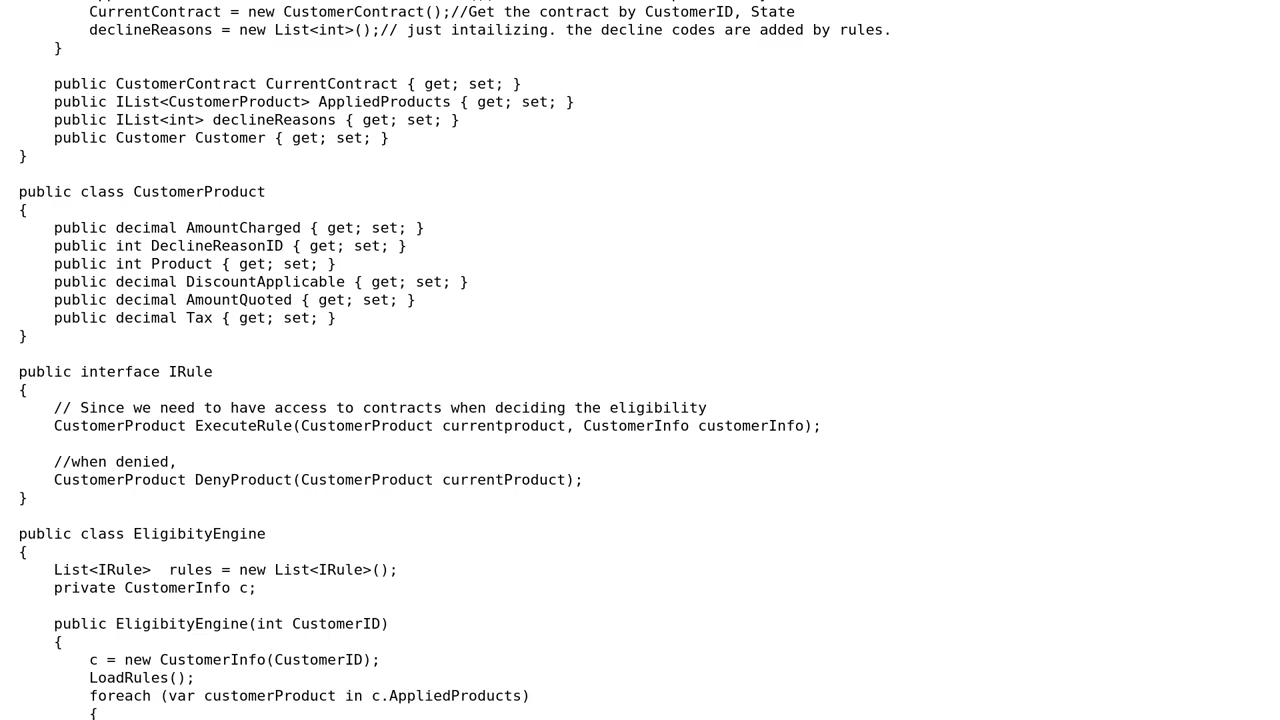 CurrentContract = new CustomerContract();//Get the contract by CustomerID, State
declineReasons = new List<int>();// just intailizing. the decline codes are added by rules.
}
public CustomerContract CurrentContract { get; set; }
public IList<CustomerProduct> AppliedProducts { get; set; }
public IList<int> declineReasons { get; set; }
public Customer Customer { get; set; }
}
public class CustomerProduct
{
public decimal AmountCharged { get; set; }
public int DeclineReasonID { get; set; }
public int Product { get; set; }
public decimal DiscountApplicable { get; set; }
public decimal AmountQuoted { get; set; }
public decimal Tax { get; set; }
}
public interface IRule
{
// Since we need to have access to contracts when deciding the eligibility
CustomerProduct ExecuteRule(CustomerProduct currentproduct, CustomerInfo customerInfo);
//when denied,
CustomerProduct DenyProduct(CustomerProduct currentProduct);
}
public class EligibityEngine
{
List<IRule>  rules = new List<IRule>();
private CustomerInfo c;
public EligibityEngine(int CustomerID)
{
c = new CustomerInfo(CustomerID);
LoadRules();
foreach (var customerProduct in c.AppliedProducts)
{